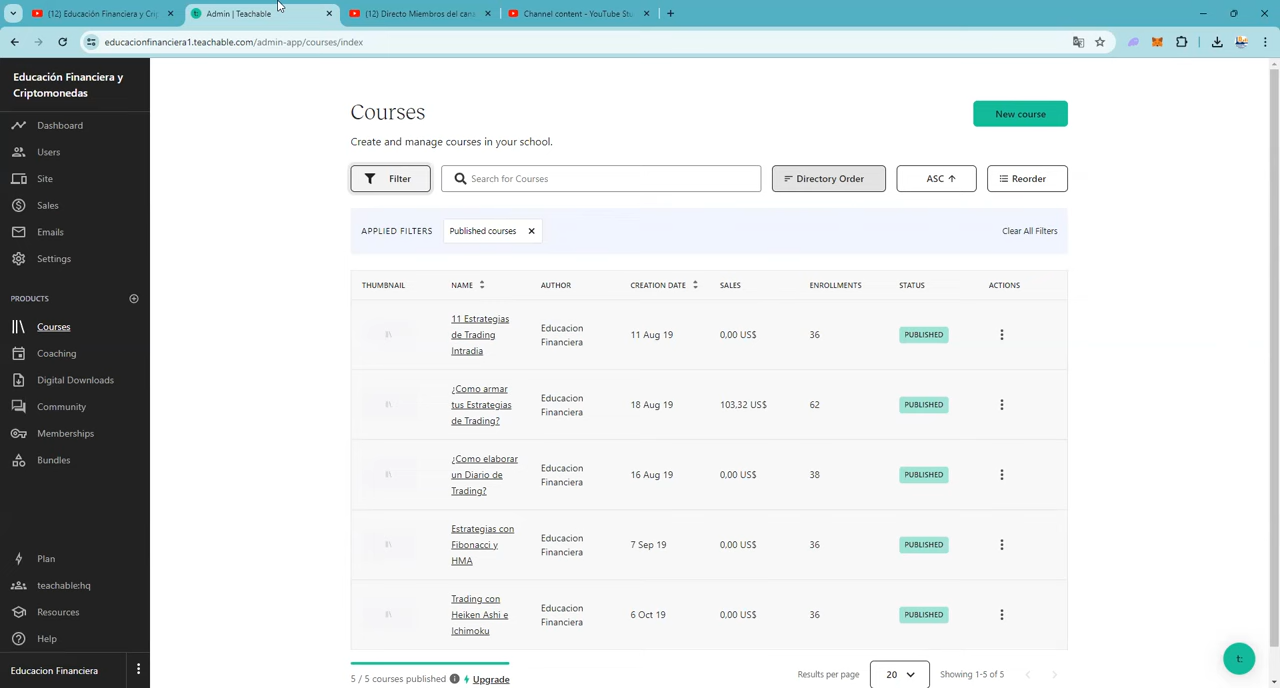 (12) Educación Financiera y Crip
Admin | Teachable
(12) Directo Miembros del cana
Channel content - YouTube Stu
educacionfinanciera1.teachable.com/admin-app/courses/index
Educación Financiera y
Criptomonedas
Dashboard
Users
Site
Sales
Emails
Settings
PRODUCTS
Courses
Coaching
Digital Downloads
Community
Memberships
Bundles
Plan
teachable:hq
Resources
Help
Educacion Financiera
Courses
New course
Create and manage courses in your school.
Filter
Search for Courses
Directory Order
ASC
Reorder
APPLIED FILTERS
Published courses
Clear All Filters
THUMBNAIL NAME AUTHOR CREATION DATE SALES ENROLLMENTS STATUS ACTIONS
11 Estrategias
de Trading
Intradia
Educacion
Financiera
11 Aug 19
0,00 US$
36
PUBLISHED
¿Como armar
tus Estrategias
de Trading?
Educacion
Financiera
18 Aug 19
103,32 US$
62
PUBLISHED
¿Como elaborar
un Diario de
Trading?
Educacion
Financiera
16 Aug 19
0,00 US$
38
PUBLISHED
Estrategias con
Fibonacci y
HMA
Educacion
Financiera
7 Sep 19
0,00 US$
36
PUBLISHED
Trading con
Heiken Ashi e
Ichimoku
Educacion
Financiera
6 Oct 19
0,00 US$
36
PUBLISHED
5 / 5 courses published
Upgrade
Results per page
20
Showing 1-5 of 5
t: